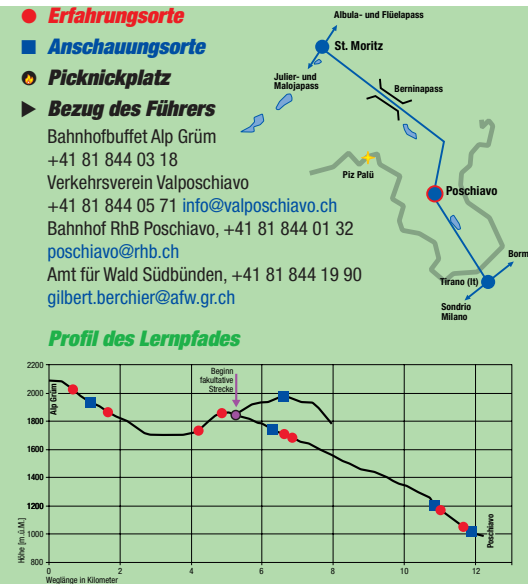 Erfahrungsorte
Anschauungsorte
Picknickplatz
Bezug des Führers
Bahnhofbuffet Alp Grüm
+41 81 844 03 18
Verkehrsverein Valposchiavo
+41 81 844 05 71 info@valposchiavo.ch
Bahnhof RhB Poschiavo, +41 81 844 01 32
poschiavo@rhb.ch
Amt für Wald Südbünden, +41 81 844 19 90
gilbert.berchier@afw.gr.ch
Albula- und Flüelapass
St. Moritz
Julier- und
Malojapass
Berninapass
Piz Palü
Poschiavo
Borm
Tirano (It)
Sondrio
Milano
Profil des Lernpfades
2200
2000
1800
1600
1400
1200
1000
800
Höhe [m.ü.M.]
Alp Grüm
Beginn
fakultative
Strecke
Poschiavo
0
2
4
6
8
10
12
Weglänge in Kilometer